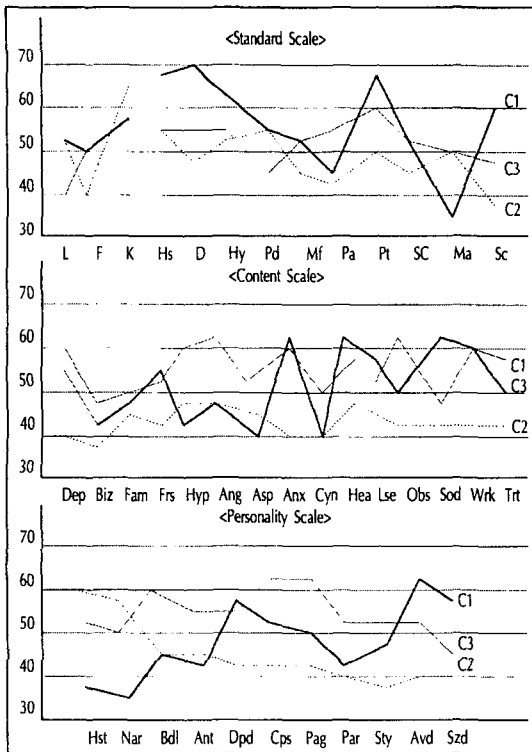 <Standard Scale>
70
60
50
40
30
C1
C3
C2
L F K Hs D Hy Pd Mf Pa Pt SC Ma Sc
<Content Scale>
70
60
50
40
30
C1
C3
C2
Dep Biz Fam Frs Hyp Ang Asp Anx Cyn Hea Lse Obs Sod Wrk Trt
<Personality Scale>
70
60
50
40
30
C1
C3
C2
Hst Nar Bdl Ant Dpd Cps Pag Par Sty Avd Szd